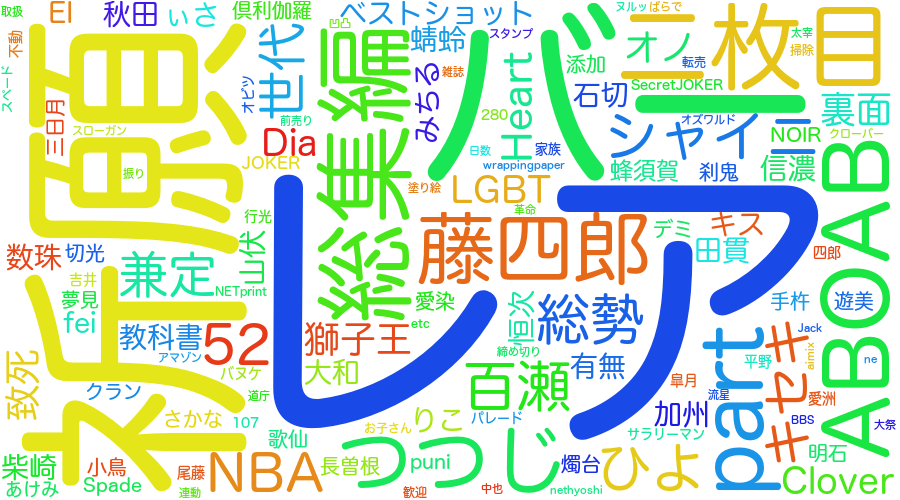 取扱
EI
秋田
ぃさ
倶利伽羅
凹凸
ベストショット
ヌルッ
ぱらで
不動
世代
蜻蛉
スタンプ
オノ
二枚目
太宰
掃除
スペード
祈願
総集編
オビツ
みちる
雑誌
Heart
添加
転売
SecretJOKER
裏面
三日月
スローガン
前売り
Dia
バニ
280
石切
オズワルド
シャイニ
NOIR
クローバー
振り
JOKER
日数
家族
wrappingpaper
蜂須賀
刹鬼
信濃
ABOAB
塗り絵
LGBT
革命
レア
行光
藤四郎
デミ
キス
田貫
四郎
数珠
切光
兼定
山伏
吉井
夢見
NETprint
愛染
恒次
総勢
手杵
遊美
fei
教科書
52
獅子王
etc
part
Jack
アマゾン
バヌケ
大和
締め切り
有無
平野
aimix
ne
致死
クラン
道庁
百瀬
皐月
流星
キセキ
愛洲
さかな
107
お子さん
りこ
パレード
加州
BBS
大祭
柴崎
小鳥
尾藤
歌仙
つつじ
サラリーマン
明石
あけみ
Spade
連動
NBA
長曽根
puni
歓迎
中也
燭台
nethyoshi
ひよ
Clover